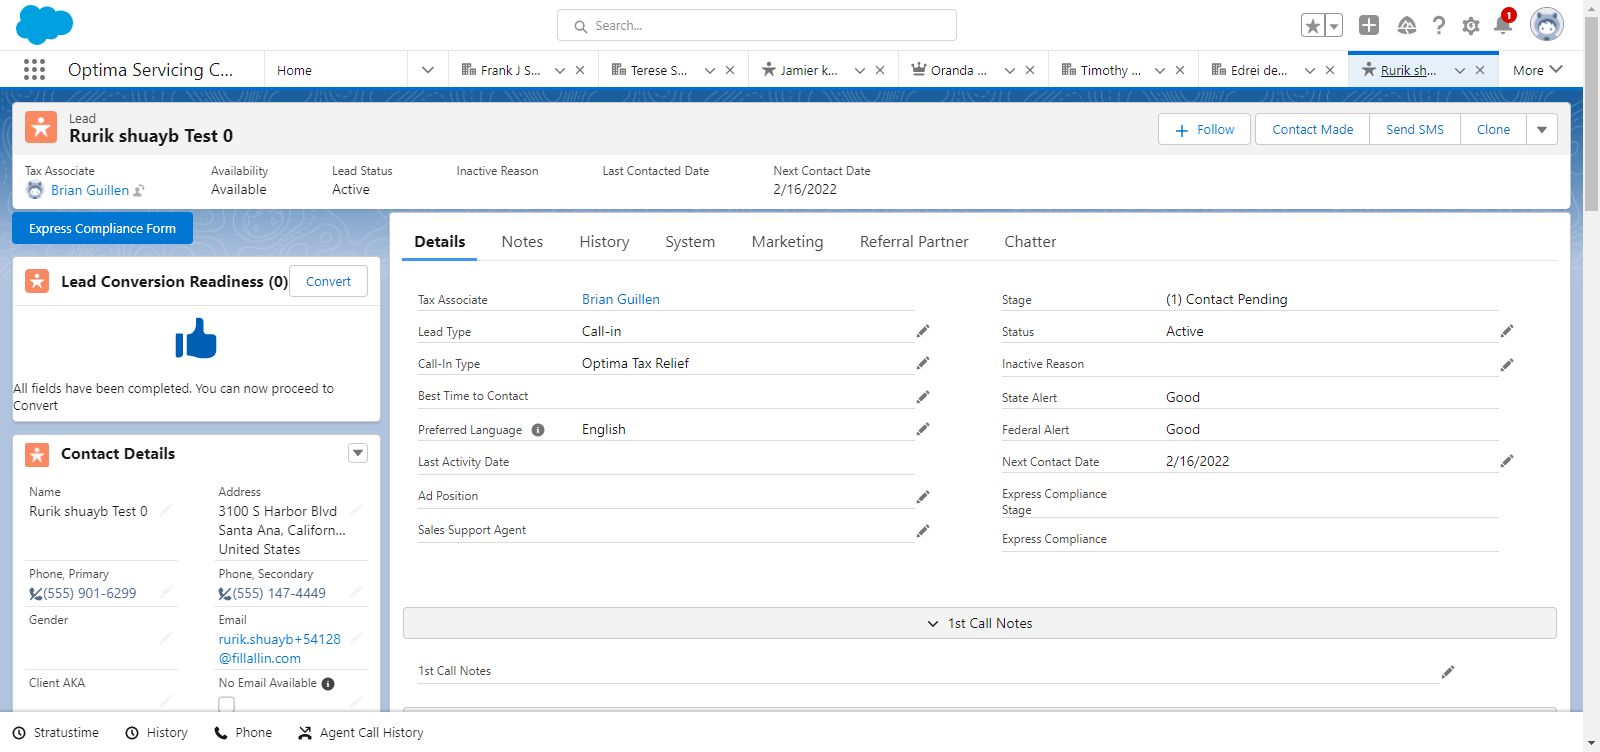 Search...
1
Optima Servicing C...
Home
Frank J S...
Terese S...
Jamier k...
Oranda ...
Timothy ...
Edrei de...
Rurik sh...
More
Lead
Rurik shuayb Test 0
Follow
Contact Made
Send SMS
Clone
Tax Associate
Brian Guillen
Availability
Available
Lead Status
Active
Inactive Reason
Last Contacted Date
Next Contact Date
2/16/2022
Express Compliance Form
Lead Conversion Readiness (0)
Convert
All fields have been completed. You can now proceed to
Convert
Contact Details
Name
Rurik shuayb Test 0
Address
3100 S Harbor Blvd
Santa Ana, Californ...
United States
Phone, Primary
(555) 901-6299
Phone, Secondary
(555) 147-4449
Gender
Email
rurik.shuayb+54128
@fillallin.com
Client AKA
No Email Available
Details
Notes
History
System
Marketing
Referral Partner
Chatter
Tax Associate
Brian Guillen
Lead Type
Call-in
Call-In Type
Optima Tax Relief
Best Time to Contact
Preferred Language
English
Last Activity Date
Ad Position
Sales Support Agent
Stage
(1) Contact Pending
Status
Active
Inactive Reason
State Alert
Good
Federal Alert
Good
Next Contact Date
2/16/2022
Express Compliance
Stage
Express Compliance
1st Call Notes
1st Call Notes
Stratustime
History
Phone
Agent Call History